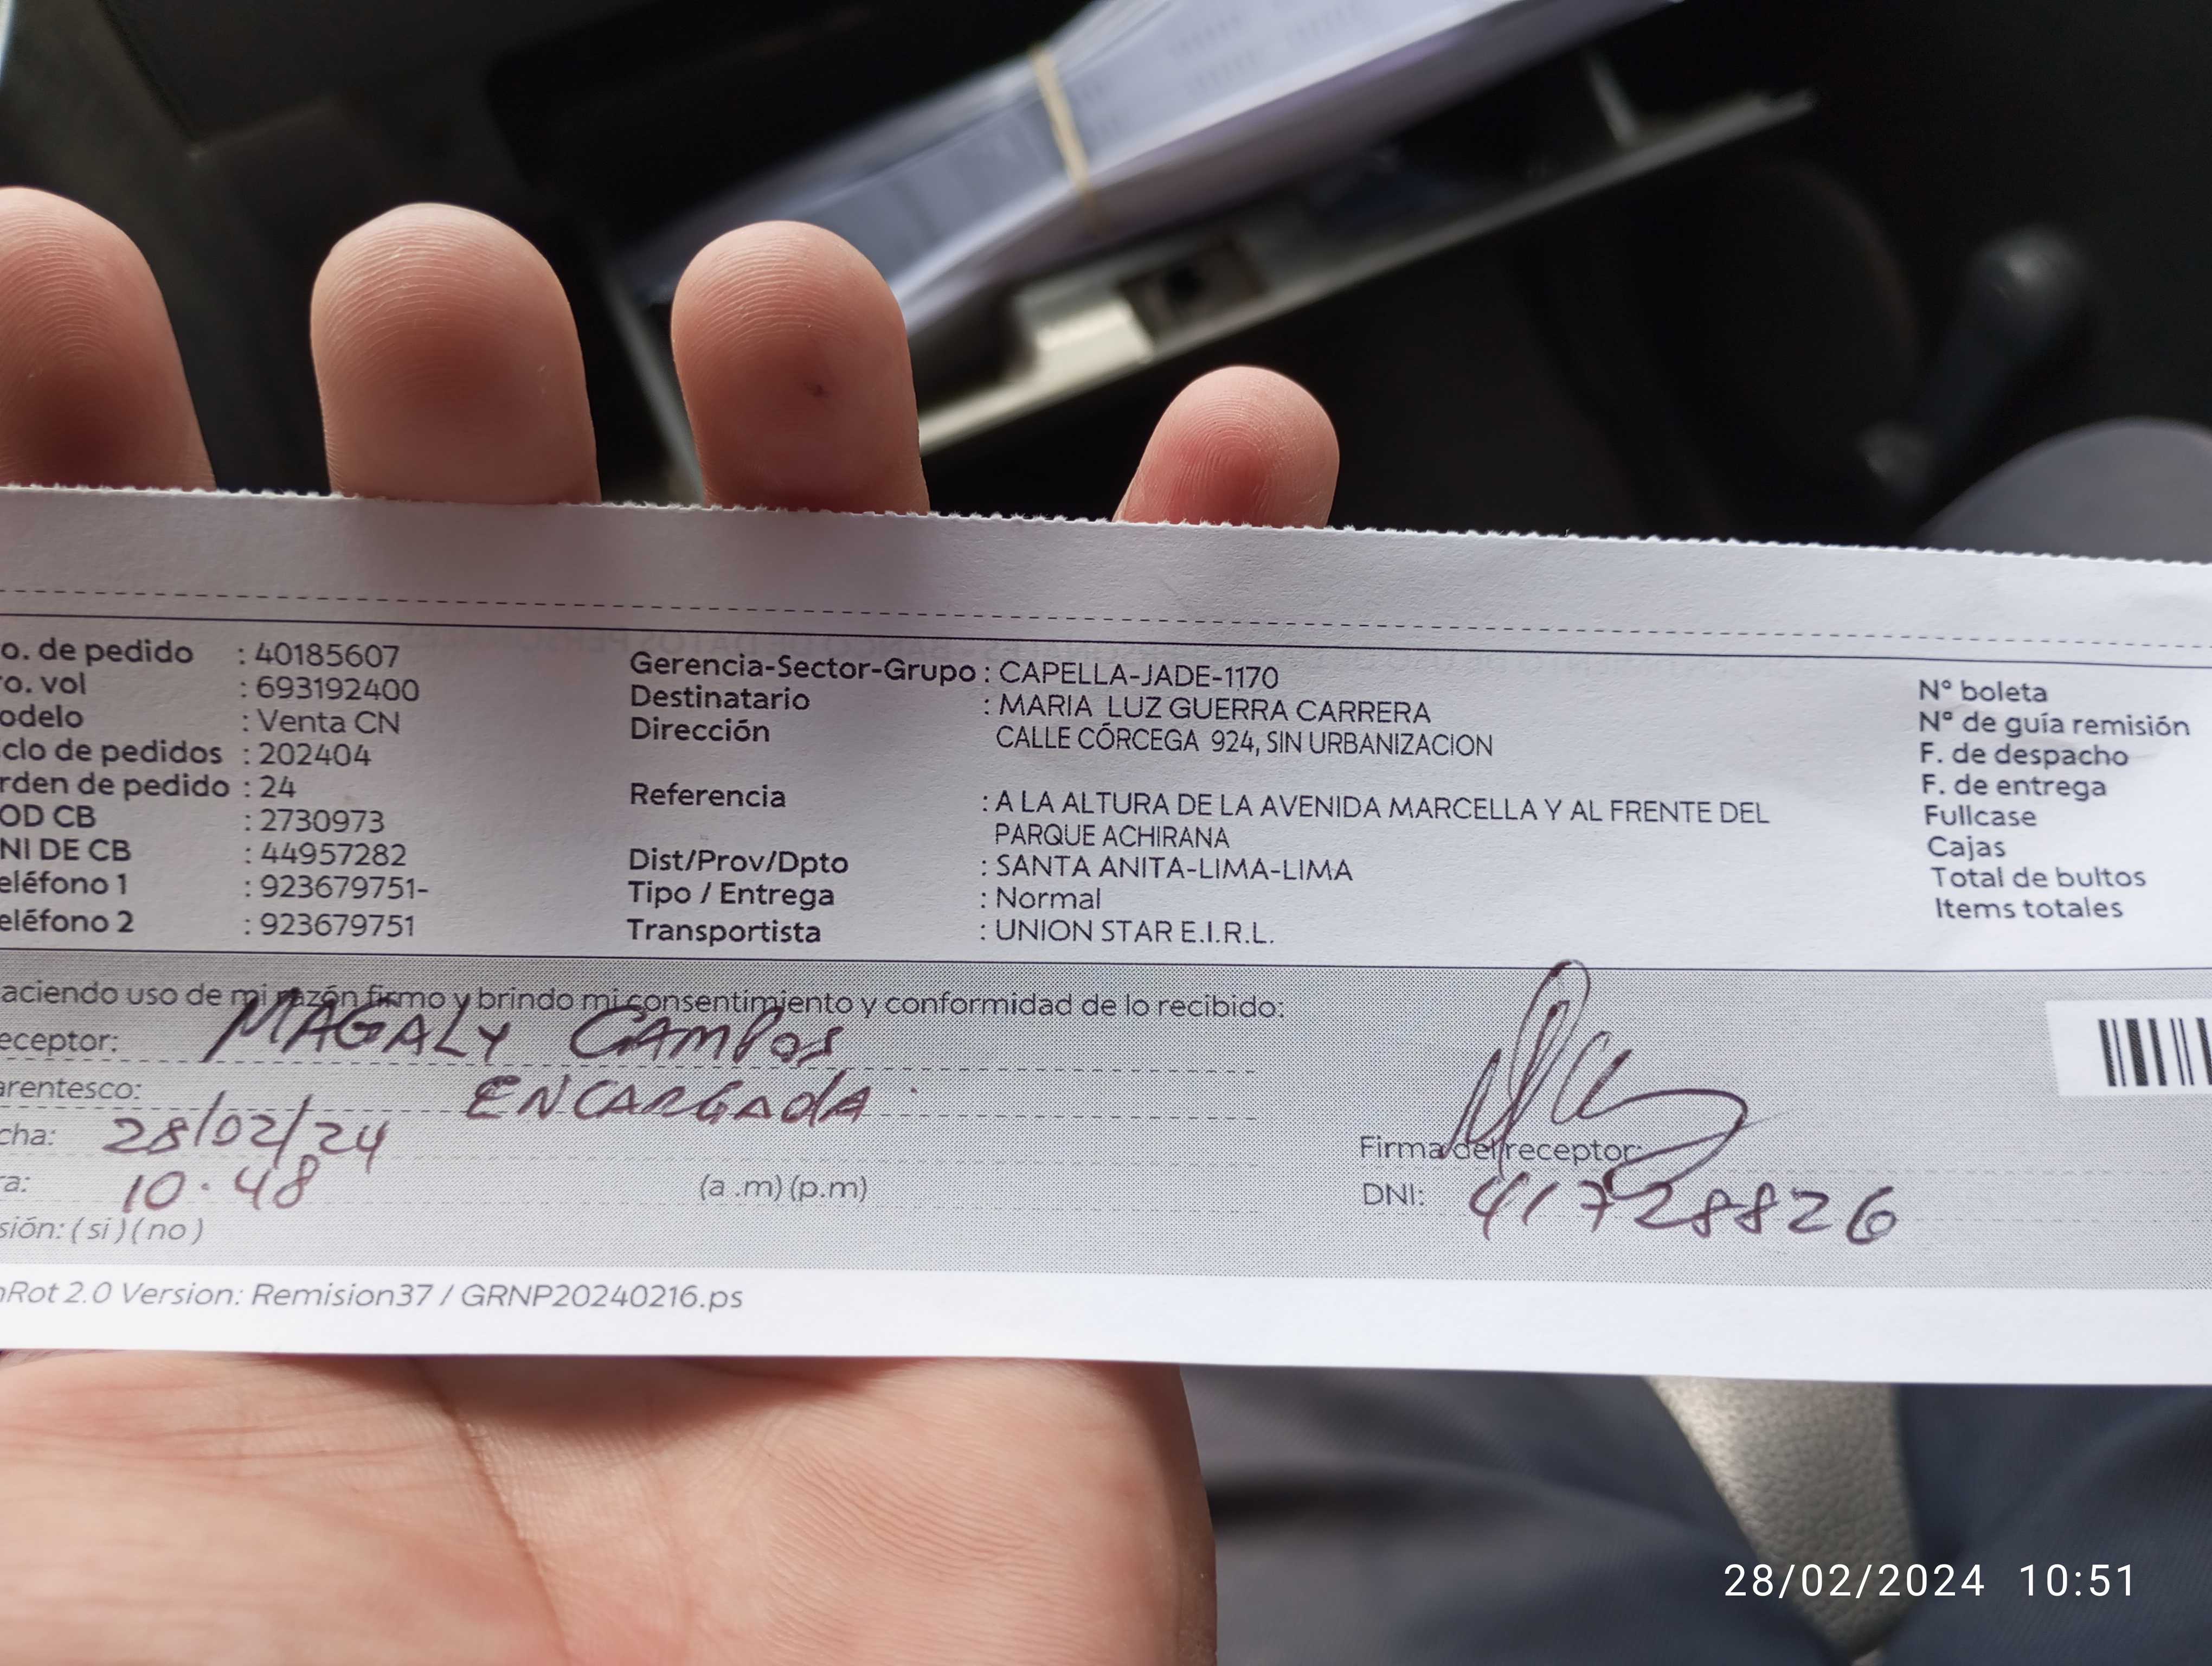 o. de pedido : 40185607
ro. vol : 693192400
odelo : Venta CN
clo de pedidos : 202404
rden de pedido : 24
OD CB : 2730973
NI DE CB : 44957282
eléfono 1 : 923679751-
eléfono 2 : 923679751
Gerencia-Sector-Grupo : CAPELLA-JADE-1170
Destinatario : MARIA LUZ GUERRA CARRERA
Dirección CALLE CÓRCEGA 924, SIN URBANIZACION
Referencia : A LA ALTURA DE LA AVENIDA MARCELLA Y AL FRENTE DEL
PARQUE ACHIRANA
Dist/Prov/Dpto : SANTA ANITA-LIMA-LIMA
Tipo / Entrega : Normal
Transportista : UNION STAR E.I.R.L.
N° boleta
N° de guía remisión
F. de despacho
F. de entrega
Fullcase
Cajas
Total de bultos
Items totales
aciendo uso de mi razón firmo y brindo mi consentimiento y conformidad de lo recibido:
eceptor: MAGALY CAMPOS
arentesco: ENCARGADA
cha: 28/02/24
ra: 10.48 (a .m) (p.m)
sión: ( si ) ( no )
Firma del receptor:
DNI: 41728826
nRot 2.0 Version: Remision37 / GRNP20240216.ps
28/02/2024 10:51